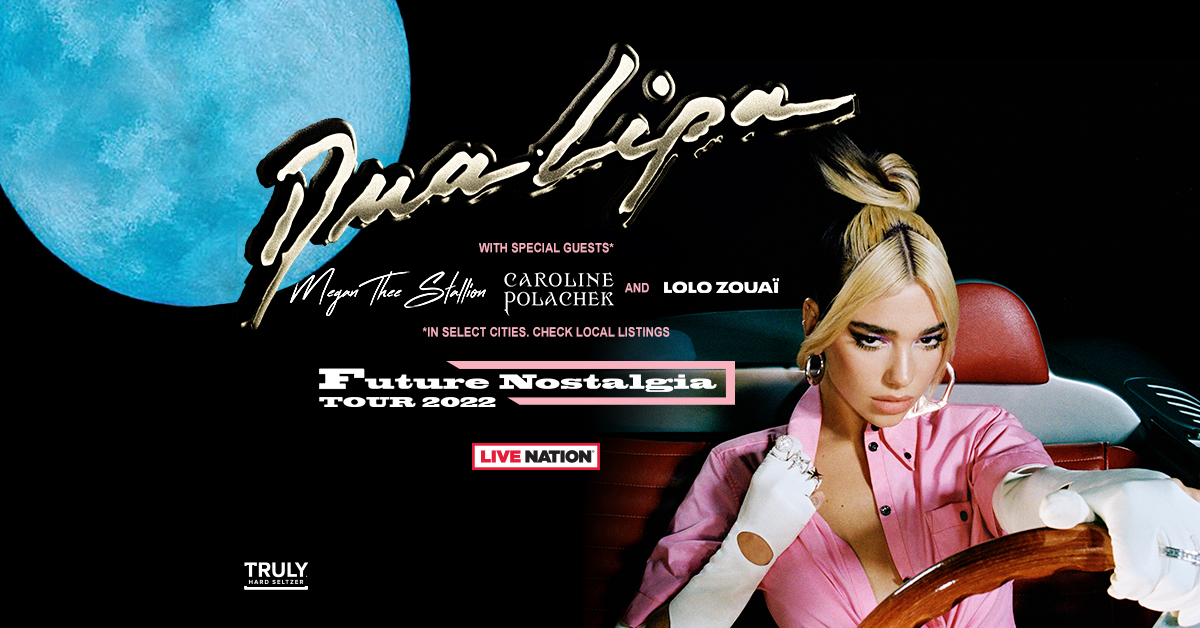 Dua Lipa
WITH SPECIAL GUESTS*
Megan Thee Stallion CAROLINE POLACHEK AND LOLO ZOUAÏ
*IN SELECT CITIES. CHECK LOCAL LISTINGS
Future Nostalgia
TOUR 2022
LIVE NATION
TRULY
HARD SELTZER